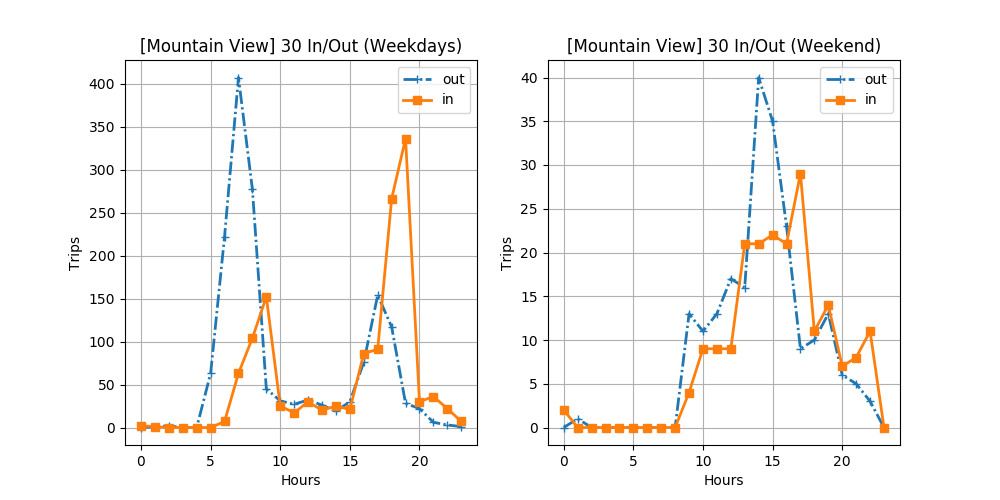 [Mountain View] 30 In/Out (Weekdays)
400
350
300
250
200
150
100
50
0
Trips
0 5 10 15 20
Hours
out
in
[Mountain View] 30 In/Out (Weekend)
40
35
30
25
20
15
10
5
0
Trips
0 5 10 15 20
Hours
out
in